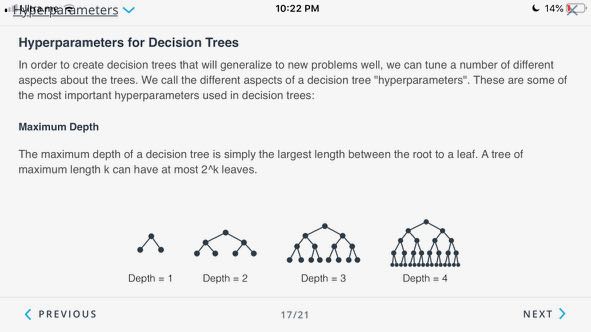 Hyperparameters
10:22 PM
14%
Hyperparameters for Decision Trees
In order to create decision trees that will generalize to new problems well, we can tune a number of different
aspects about the trees. We call the different aspects of a decision tree "hyperparameters". These are some of
the most important hyperparameters used in decision trees:
Maximum Depth
The maximum depth of a decision tree is simply the largest length between the root to a leaf. A tree of
maximum length k can have at most 2^k leaves.
Depth = 1 Depth = 2 Depth = 3 Depth = 4
PREVIOUS 17/21 NEXT